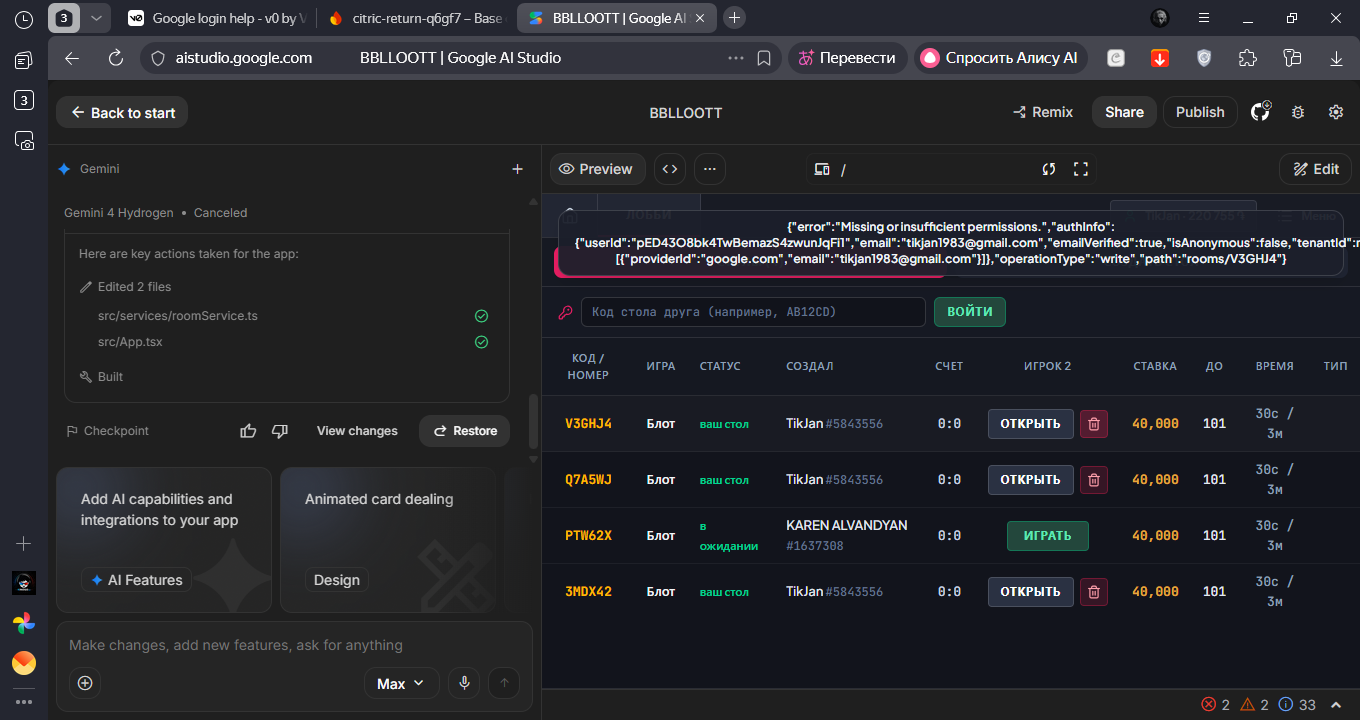 3
Google login help - v0 by V
citric-return-q6gf7 – Base
BBLLOOTT | Google AI S
aistudio.google.com
BBLLOOTT | Google AI Studio
Перевести
Спросить Алису AI
3
Back to start
BBLLOOTT
Remix
Share
Publish
Gemini
Preview
/
Edit
Gemini 4 Hydrogen • Canceled
Here are key actions taken for the app:
Edited 2 files
src/services/roomService.ts
src/App.tsx
Built
Checkpoint
View changes
Restore
Add AI capabilities and
integrations to your app
AI Features
Animated card dealing
Design
Make changes, add new features, ask for anything
Max
ЛОББИ
Меню
{"error":"Missing or insufficient permissions.","authInfo":
{"userId":"pED43O8bk4TwBemazS4zwunJqFi1","email":"tikjan1983@gmail.com","emailVerified":true,"isAnonymous":false,"tenantId":
[{"providerId":"google.com","email":"tikjan1983@gmail.com"}]},"operationType":"write","path":"rooms/V3GHJ4"}
Код стола друга (например, AB12CD)
ВОЙТИ
КОД /
НОМЕР
ИГРА
СТАТУС
СОЗДАЛ
СЧЕТ
ИГРОК 2
СТАВКА
ДО
ВРЕМЯ
ТИП
V3GHJ4 Блот ваш стол TikJan #5843556 0:0 ОТКРЫТЬ 40,000 101 30с /
3м
Q7A5WJ Блот ваш стол TikJan #5843556 0:0 ОТКРЫТЬ 40,000 101 30с /
3м
PTW62X Блот в
ожидании
KAREN ALVANDYAN
#1637308
0:0 ИГРАТЬ 40,000 101 30с /
3м
3MDX42 Блот ваш стол TikJan #5843556 0:0 ОТКРЫТЬ 40,000 101 30с /
3м
2 2 33